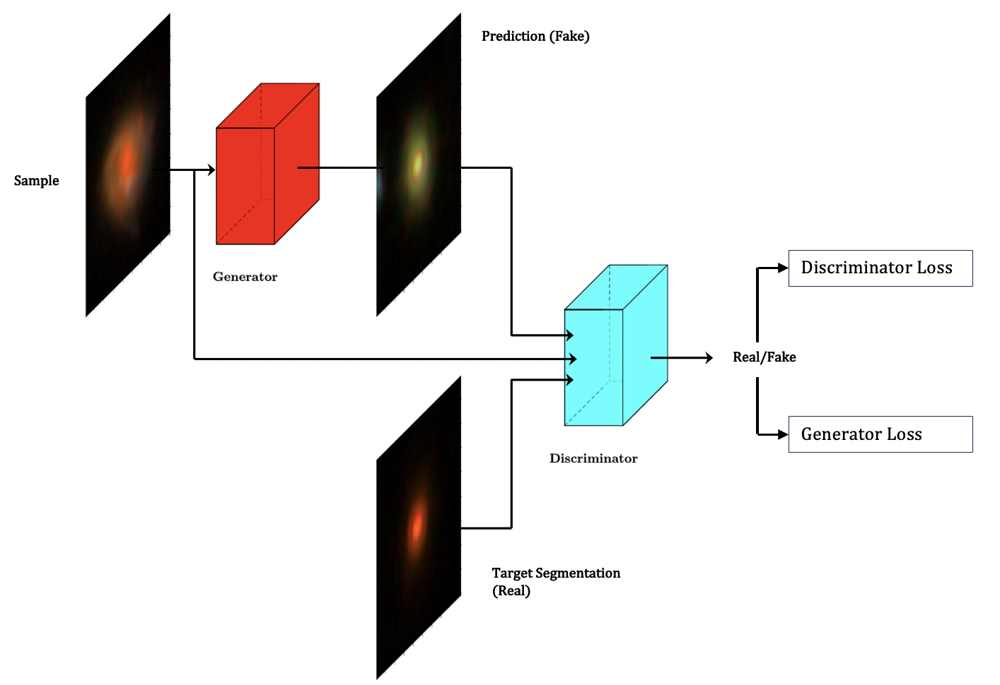 Prediction (Fake)
Sample
Generator
Discriminator Loss
Real/Fake
Generator Loss
Discriminator
Target Segmentation
(Real)